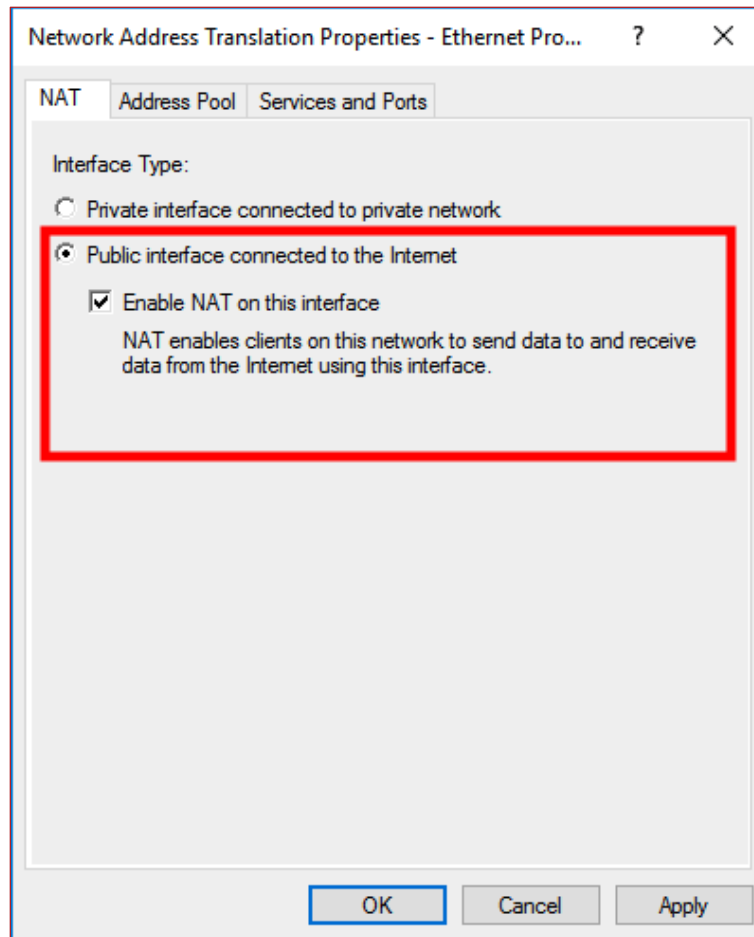 Network Address Translation Properties - Ethernet Pro... ? ×
NAT Address Pool Services and Ports
Interface Type:
Private interface connected to private network
Public interface connected to the Internet
Enable NAT on this interface
NAT enables clients on this network to send data to and receive
data from the Internet using this interface.
OK Cancel Apply